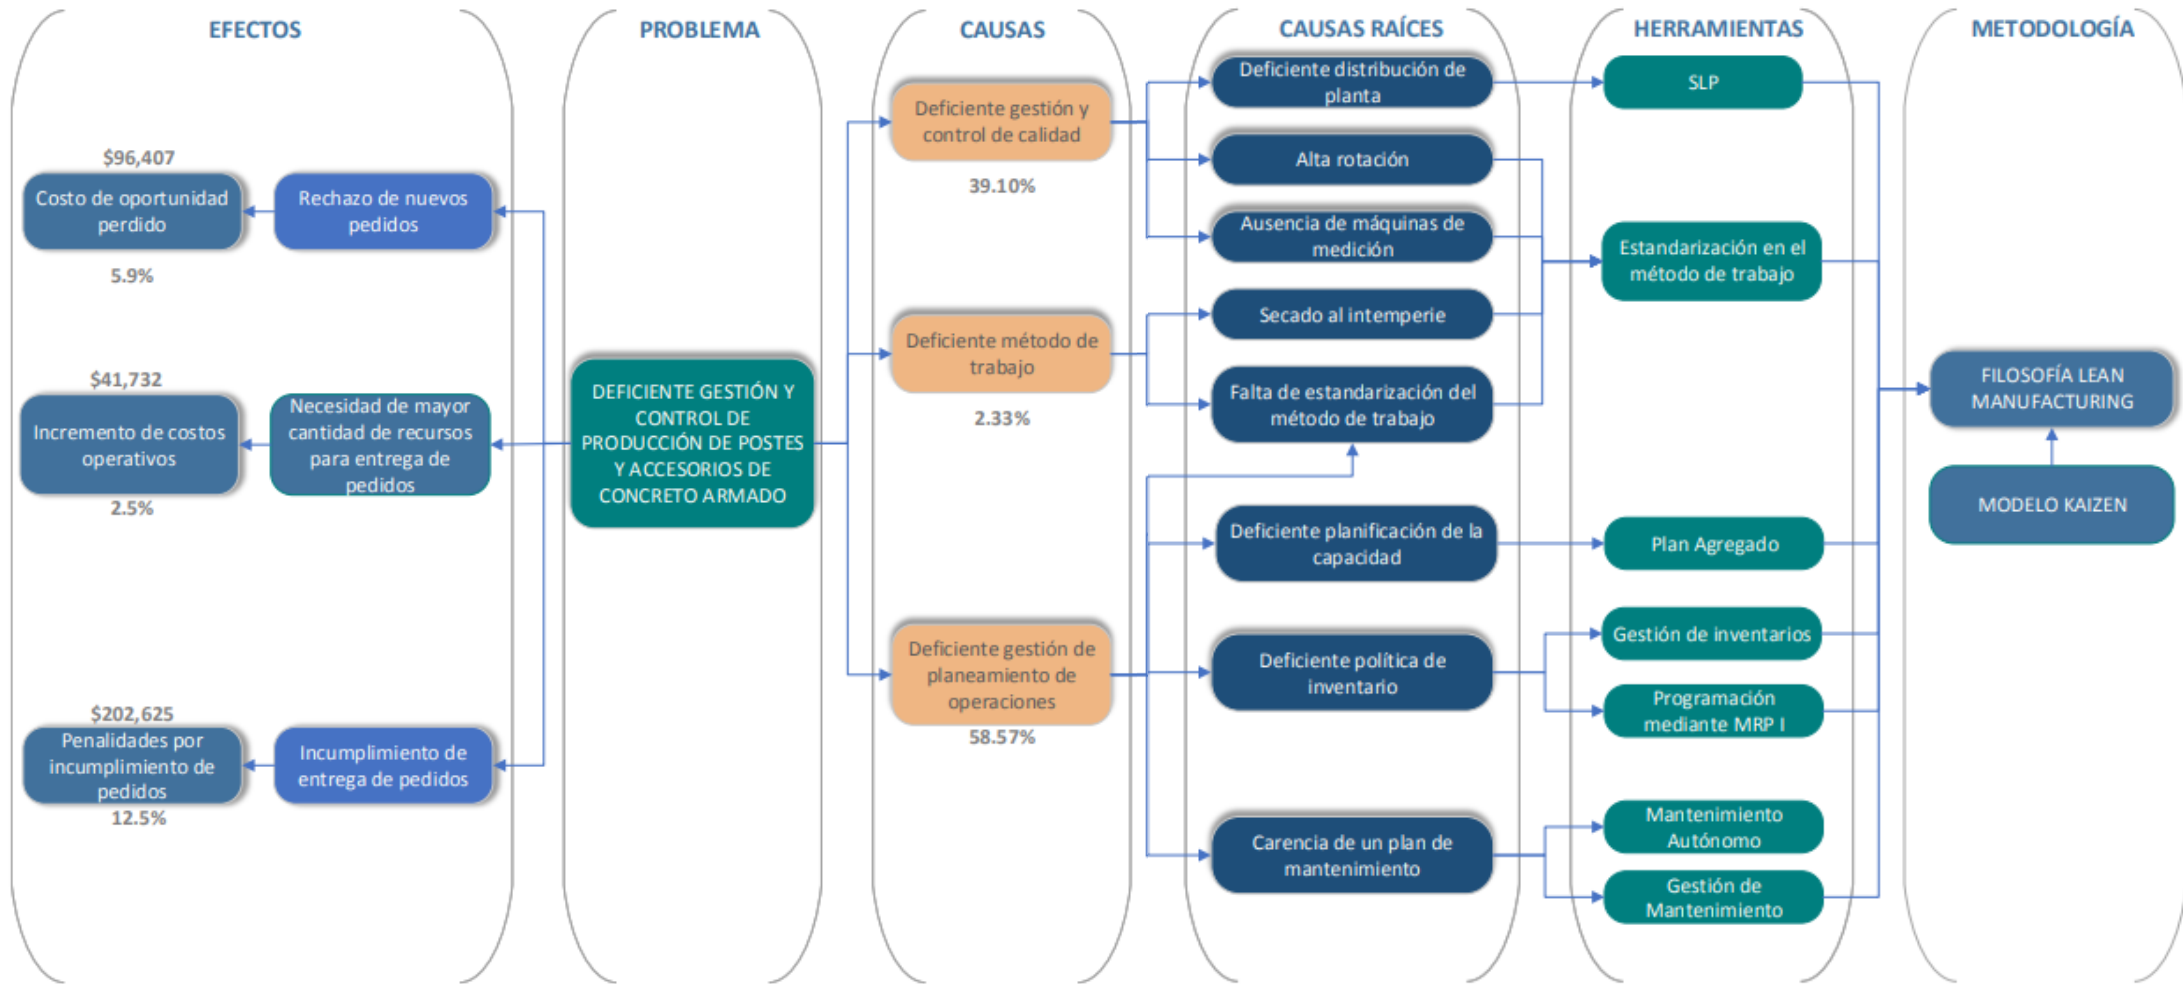 EFECTOS
$96,407
Costo de oportunidad
perdido
5.9%
Rechazo de nuevos
pedidos
$41,732
Incremento de costos
operativos
2.5%
Necesidad de mayor
cantidad de recursos
para entrega de
pedidos
$202,625
Penalidades por
incumplimiento de
pedidos
12.5%
Incumplimiento de
entrega de pedidos
PROBLEMA
DEFICIENTE GESTIÓN Y
CONTROL DE
PRODUCCIÓN DE POSTES
Y ACCESORIOS DE
CONCRETO ARMADO
CAUSAS
Deficiente gestión y
control de calidad
39.10%
Deficiente método de
trabajo
2.33%
Deficiente gestión de
planeamiento de
operaciones
58.57%
CAUSAS RAÍCES
Deficiente distribución de
planta
Alta rotación
Ausencia de máquinas de
medición
Secado al intemperie
Falta de estandarización del
método de trabajo
Deficiente planificación de la
capacidad
Deficiente política de
inventario
Carencia de un plan de
mantenimiento
HERRAMIENTAS
SLP
Estandarización en el
método de trabajo
Plan Agregado
Gestión de inventarios
Programación
mediante MRP I
Mantenimiento
Autónomo
Gestión de
Mantenimiento
METODOLOGÍA
FILOSOFÍA LEAN
MANUFACTURING
MODELO KAIZEN